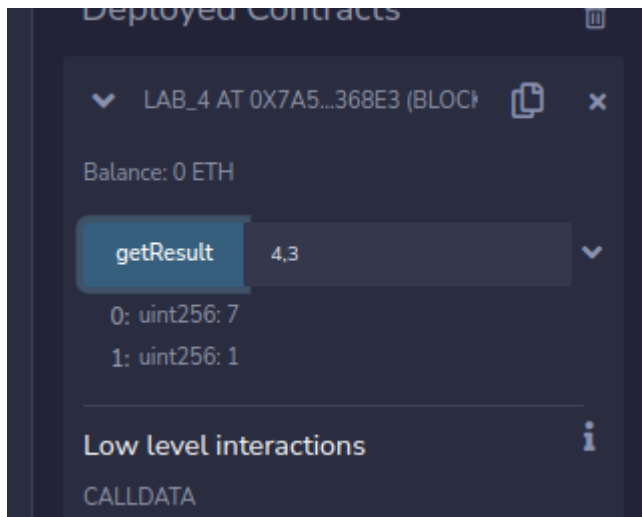 Deployed Contracts
LAB_4 AT 0X7A5...368E3 (BLOCK
Balance: 0 ETH
getResult 4,3
0: uint256: 7
1: uint256: 1
Low level interactions
CALLDATA